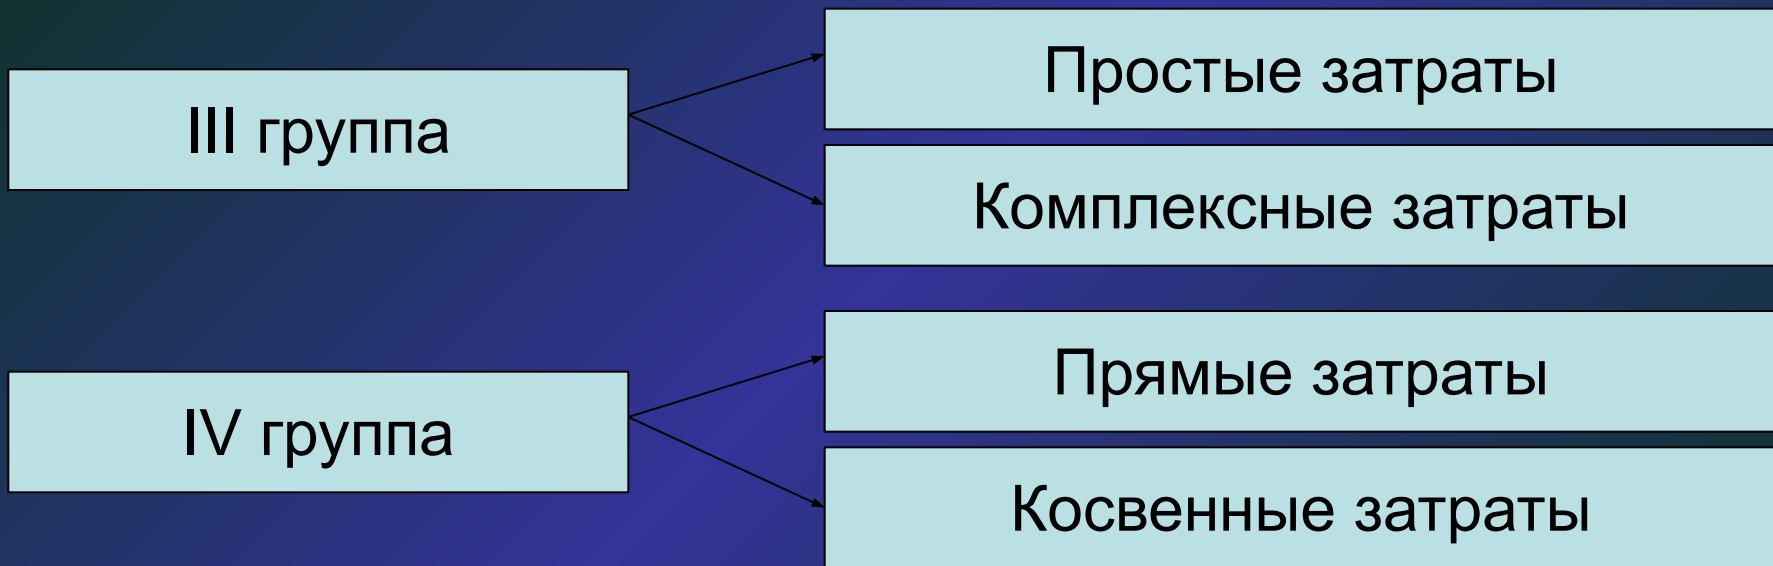 III группа
Простые затраты
Комплексные затраты
IV группа
Прямые затраты
Косвенные затраты